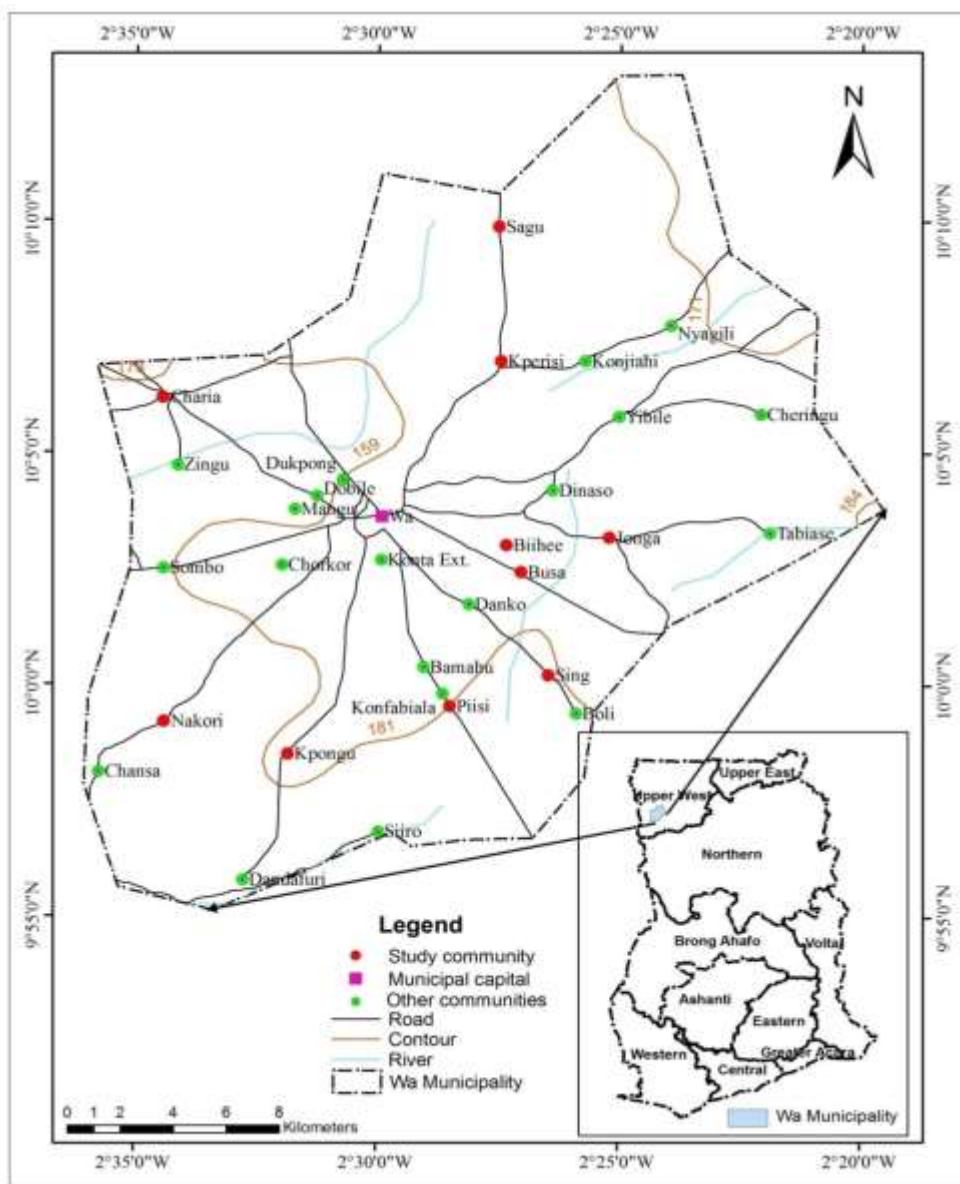 2°35'0"W
2°30'0"W
2°25'0"W
2°20'0"W
N
10°10'0"N
10°10'0"N
Sagu
171
Nyagili
Kperisi
Konjiahi
Charia
Yibile
Cheringu
10°5'0"N
10°5'0"N
159
Zingu
Dukpong
Dobile
Dinaso
Mangu
Wa
184
Biihee
Jonga
Tabiase
Sombo
Chorkor
Konta Ext.
Busa
Danko
Bamahu
Sing
10°0'0"N
10°0'0"N
Konfabiala
Piisi
Boli
Nakori
181
Kpongu
Chansa
Siiro
Dandafuri
9°55'0"N
9°55'0"N
Upper East
Upper West
Northern
Brong Ahafo
Volta
Ashanti
Eastern
Western
Greater Accra
Central
Wa Municipality
Legend
Study community
Municipal capital
Other communities
Road
Contour
River
Wa Municipality
0 1 2 4 6 8
Kilometers
2°35'0"W
2°30'0"W
2°25'0"W
2°20'0"W